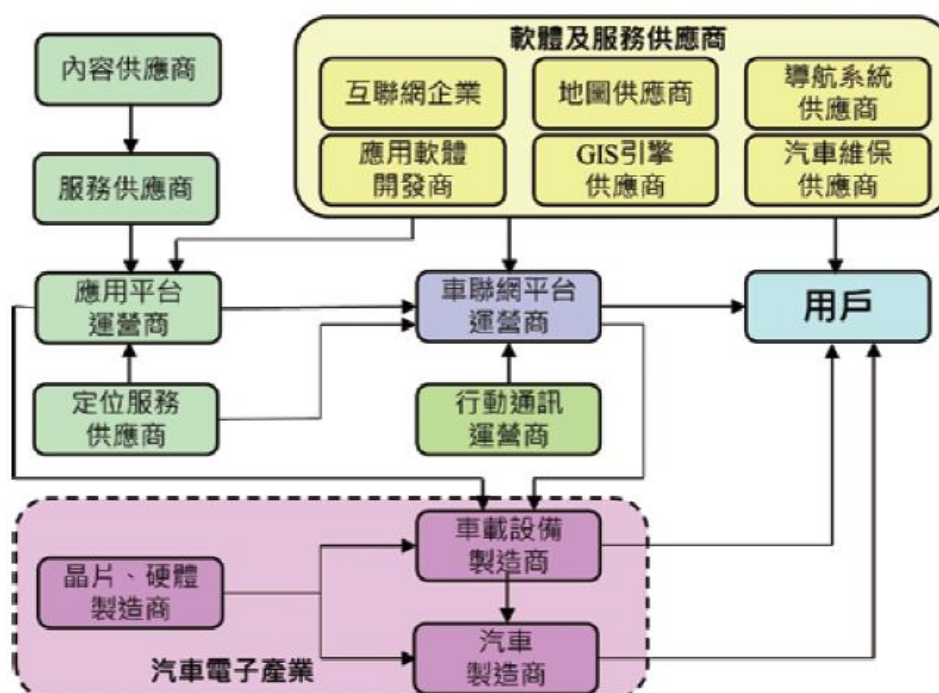 軟體及服務供應商
內容供應商
互聯網企業
地圖供應商
導航系統
供應商
服務供應商
應用軟體
開發商
GIS引擎
供應商
汽車維保
供應商
應用平台
運營商
車聯網平台
運營商
用戶
定位服務
供應商
行動通訊
運營商
車載設備
製造商
晶片、硬體
製造商
汽車
製造商
汽車電子產業